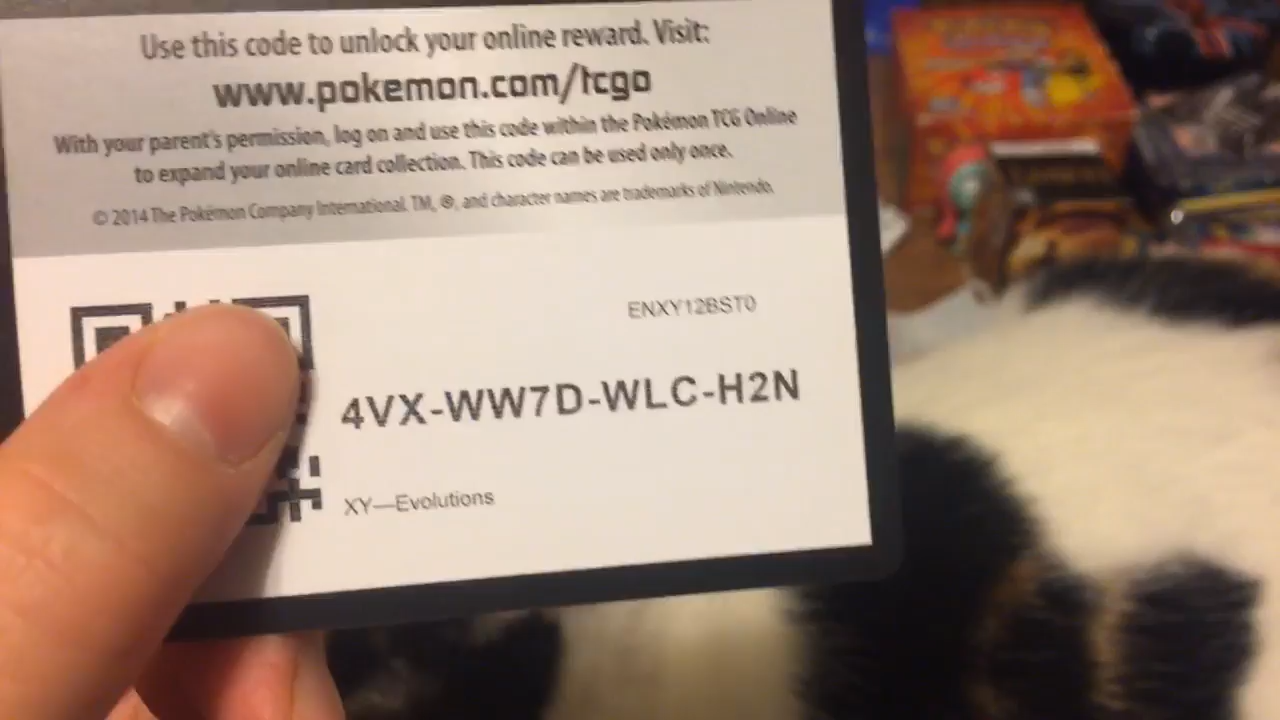 Use this code to unlock your online reward. Visit:
www.pokemon.com/tcgo
With your parent's permission, log on and use this code within the Pokémon TCG Online
to expand your online card collection. This code can be used only once.
© 2014 The Pokémon Company International. TM, ®, and character names are trademarks of Nintendo.
ENXY12BST0
4VX-WW7D-WLC-H2N
XY—Evolutions